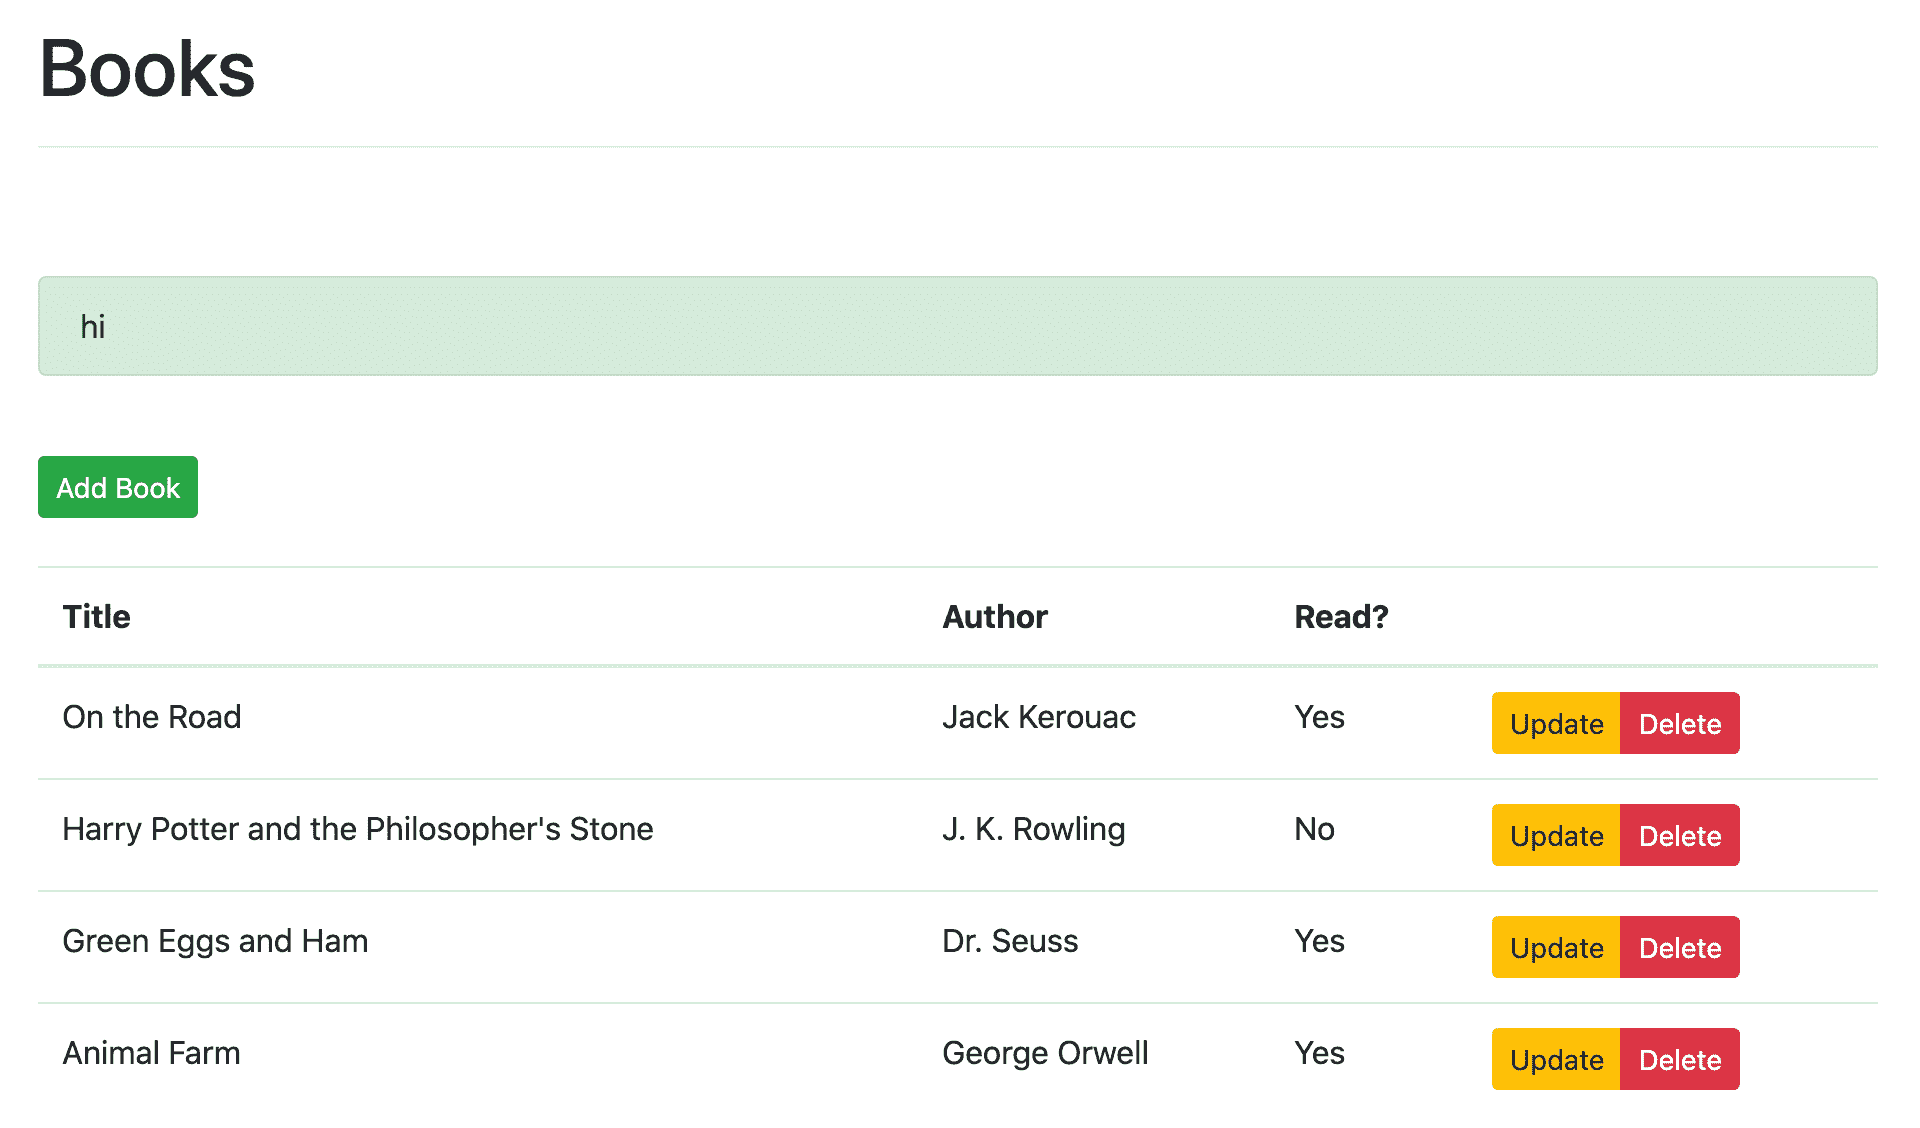 Books
hi
Add Book
Title Author Read?
On the Road Jack Kerouac Yes Update Delete
Harry Potter and the Philosopher's Stone J. K. Rowling No Update Delete
Green Eggs and Ham Dr. Seuss Yes Update Delete
Animal Farm George Orwell Yes Update Delete